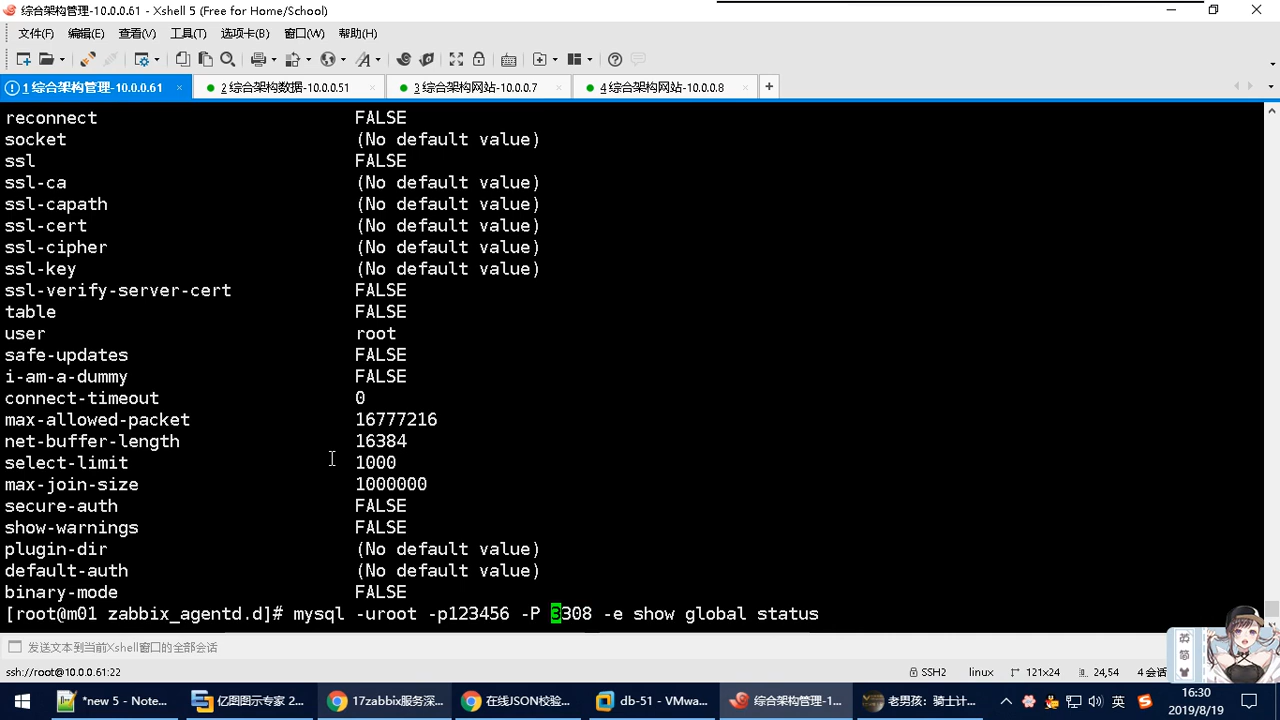 综合架构管理-10.0.0.61 - Xshell 5 (Free for Home/School)
文件(F) 编辑(E) 查看(V) 工具(T) 选项卡(B) 窗口(W) 帮助(H)
1 综合架构管理-10.0.0.61 × 2 综合架构数据-10.0.0.51 × 3 综合架构网站-10.0.0.7 × 4 综合架构网站-10.0.0.8 × +
reconnect FALSE
socket (No default value)
ssl FALSE
ssl-ca (No default value)
ssl-capath (No default value)
ssl-cert (No default value)
ssl-cipher (No default value)
ssl-key (No default value)
ssl-verify-server-cert FALSE
table FALSE
user root
safe-updates FALSE
i-am-a-dummy FALSE
connect-timeout 0
max-allowed-packet 16777216
net-buffer-length 16384
select-limit 1000
max-join-size 1000000
secure-auth FALSE
show-warnings FALSE
plugin-dir (No default value)
default-auth (No default value)
binary-mode FALSE
[root@m01 zabbix_agentd.d]# mysql -uroot -p123456 -P 3308 -e show global status
发送文本到当前Xshell窗口的全部会话
ssh://root@10.0.0.61:22 SSH2 linux 121x24 24,54 4 会话
英
简
*new 5 - Note... 亿图图示专家 2... 17zabbix服务深... 在线JSON校验... db-51 - VMwa... 综合架构管理-1... 老男孩：骑士计... 英 16:30
2019/8/19